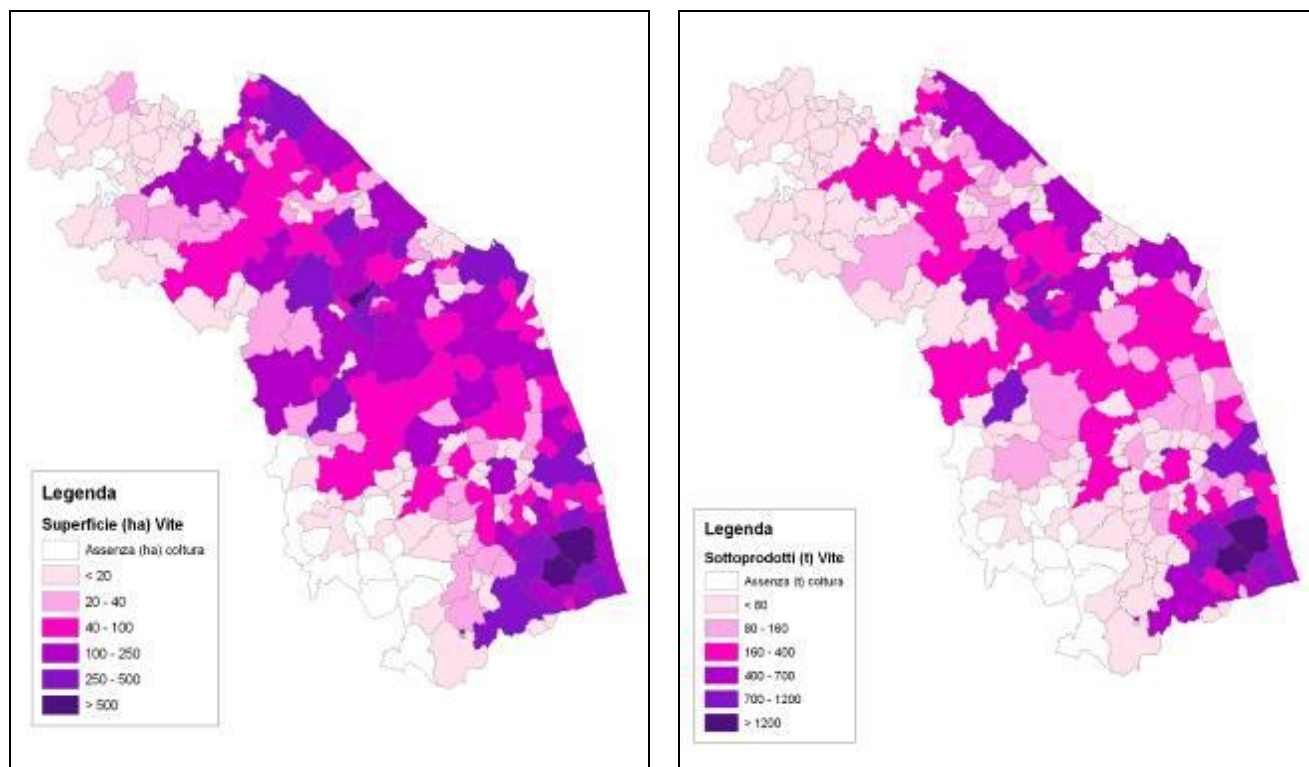 Legenda
Superficie (ha) Vite
Assenza (ha) coltura
< 20
20 - 40
40 - 100
100 - 250
250 - 500
> 500
Legenda
Sottoprodotti (t) Vite
Assenza (t) coltura
< 80
80 - 160
160 - 400
400 - 700
700 - 1200
> 1200